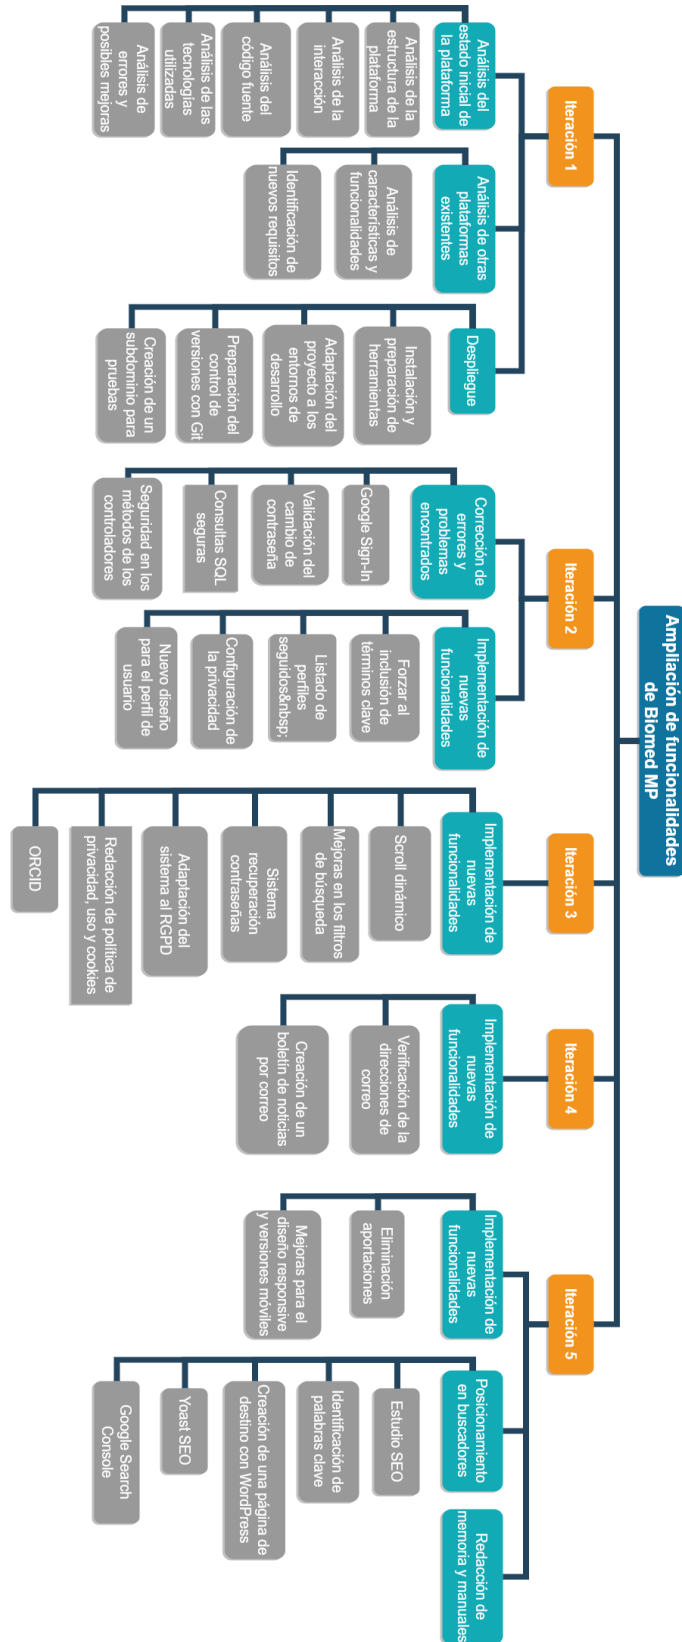 Ampliación de funcionalidades
de Biomed MP
Iteración 1
Análisis del
estado inicial de
la plataforma
Análisis de la
estructura de la
plataforma
Análisis de la
interacción
Análisis del
código fuente
Análisis de las
tecnologías
utilizadas
Análisis de
errores y
posibles mejoras
Análisis de otras
plataformas
existentes
Análisis de
características y
funcionalidades
Identificación de
nuevos requisitos
Despliegue
Instalación y
preparación de
herramientas
Adaptación del
proyecto a los
entornos de
desarrollo
Preparación del
control de
versiones con Git
Creación de un
subdominio para
pruebas
Iteración 2
Corrección de
errores y
problemas
encontrados
Google Sign-In
Validación del
cambio de
contraseña
Consultas SQL
seguras
Seguridad en los
métodos de los
controladores
Implementación de
nuevas
funcionalidades
Forzar al
inclusión de
términos clave
Listado de
perfiles
seguidos&nbsp;
Configuración de
la privacidad
Nuevo diseño
para el perfil de
usuario
Iteración 3
Implementación de
nuevas
funcionalidades
Scroll dinámico
Mejoras en los filtros
de búsqueda
Sistema
recuperación
contraseñas
Adaptación del
sistema al RGPD
Redacción de política de
privacidad, uso y cookies
ORCID
Iteración 4
Implementación de
nuevas
funcionalidades
Verificación de la
direcciones de
correo
Creación de un
boletín de noticias
por correo
Iteración 5
Implementación de
nuevas
funcionalidades
Eliminación
aportaciones
Mejoras para el
diseño responsive
y versiones móviles
Posicionamiento
en buscadores
Estudio SEO
Identificación de
palabras clave
Creación de una página de
destino con WordPress
Yoast SEO
Google Search
Console
Redacción de
memoria y manuales